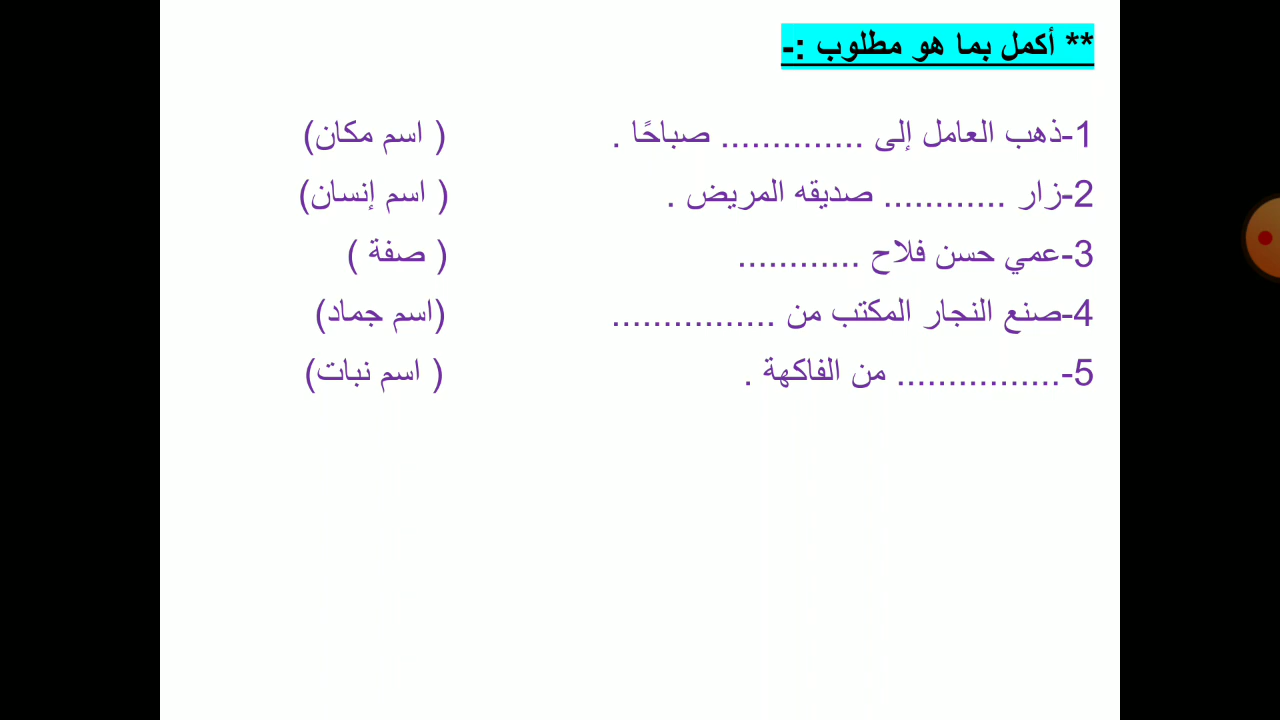 ** أكمل بما هو مطلوب :-
1-ذهب العامل إلى .............. صباحًا . ( اسم مكان)
2-زار ............ صديقه المريض . ( اسم إنسان)
3-عمي حسن فلاح ............ ( صفة )
4-صنع النجار المكتب من ................ (اسم جماد)
5-................ من الفاكهة . ( اسم نبات)